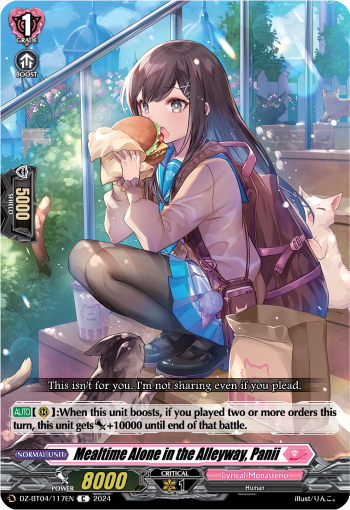 1
GRADE
BOOST
5000
SHIELD
This isn't for you. I'm not sharing even if you plead.
AUTO【 】:When this unit boosts, if you played two or more orders this
turn, this unit gets +10000 until end of that battle.
NORMAL UNIT
Mealtime Alone in the Alleyway, Panii
POWER 8000
CRITICAL
1
Lyrical Monasterio
Human
DZ-BT04/117EN C 2024
illust/りんこ。